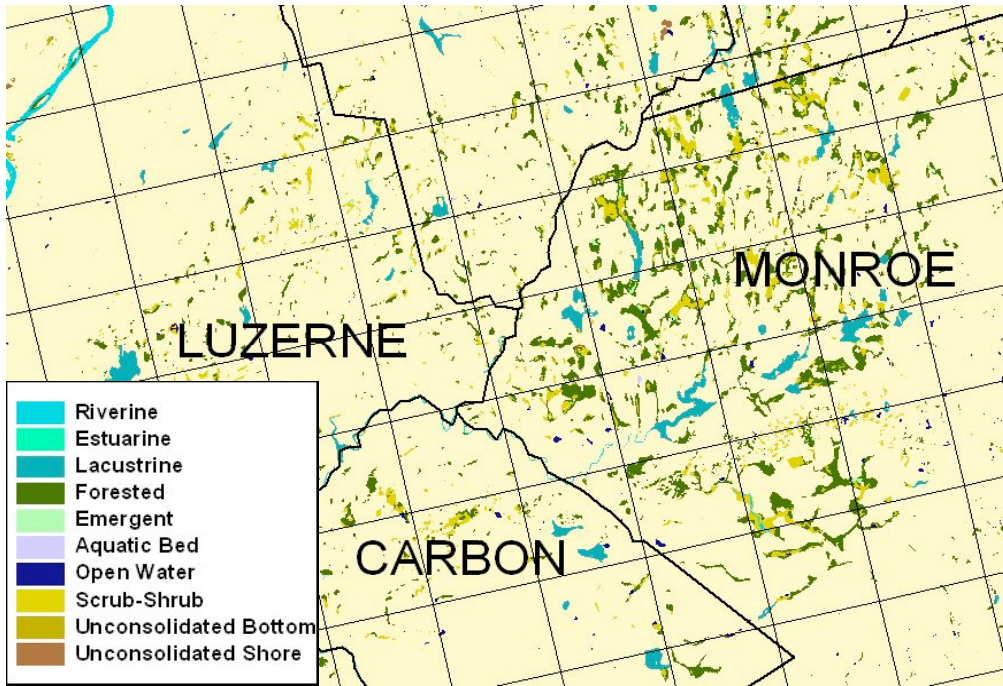 MONROE
LUZERNE
Riverine
Estuarine
Lacustrine
Forested
Emergent
Aquatic Bed
Open Water
Scrub-Shrub
Unconsolidated Bottom
Unconsolidated Shore
CARBON